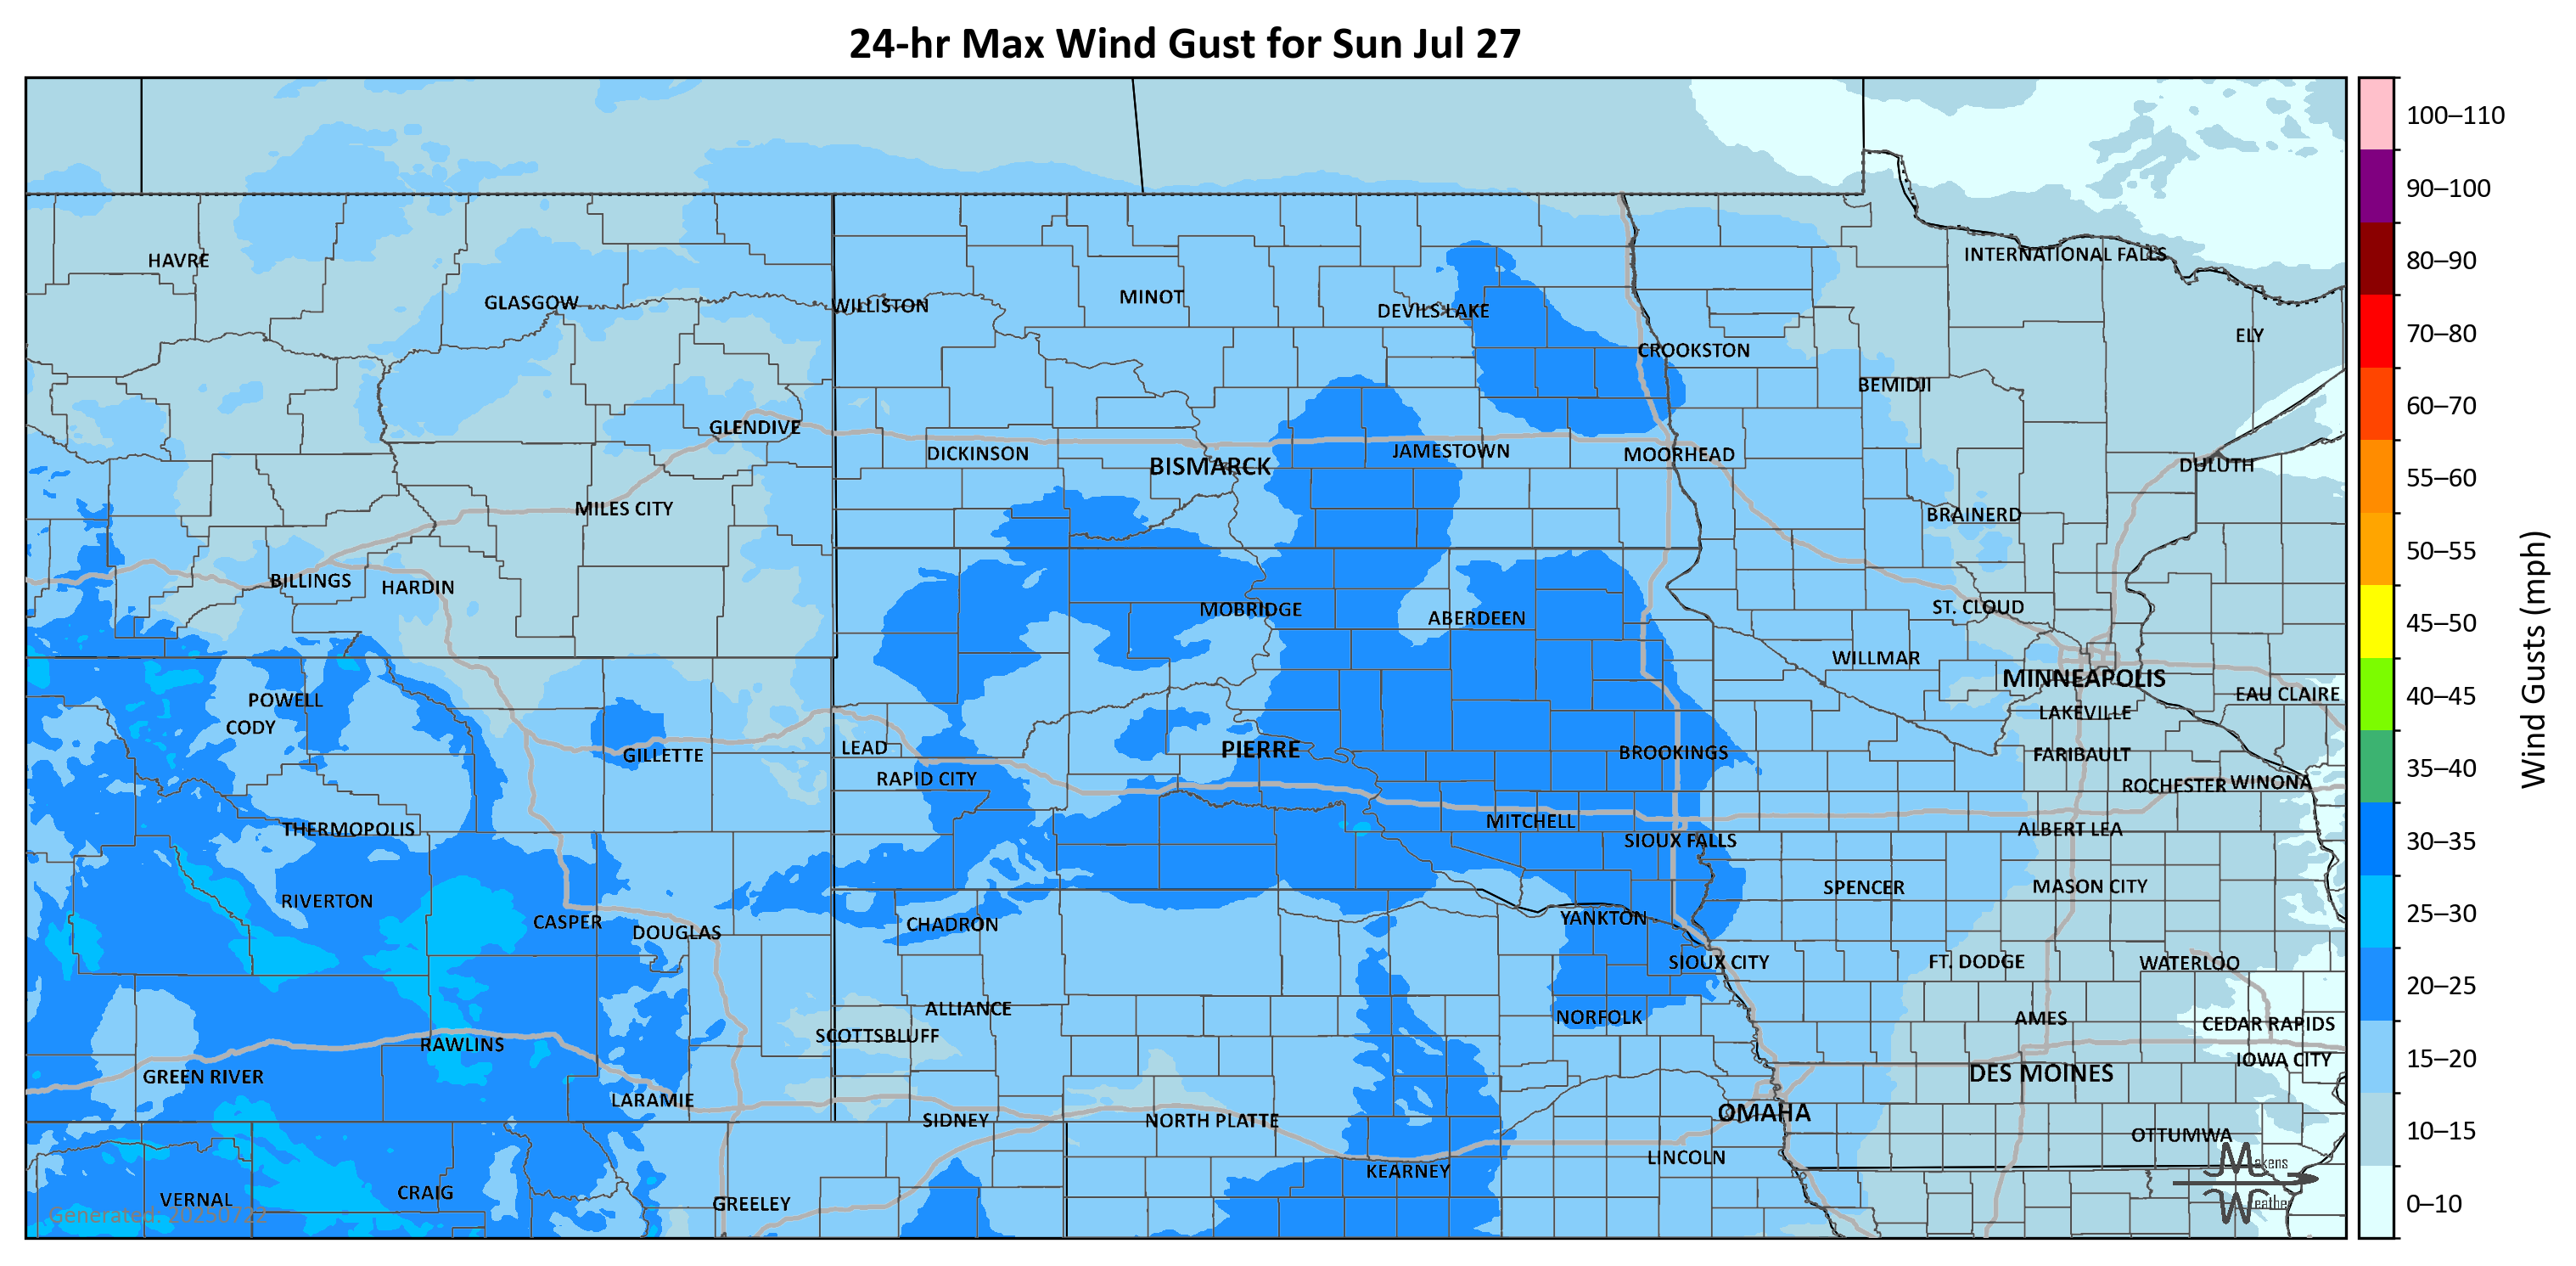 24-hr Max Wind Gust for Sun Jul 27
100–110
90–100
80–90
70–80
60–70
55–60
50–55
45–50
40–45
35–40
30–35
25–30
20–25
15–20
10–15
0–10
Wind Gusts (mph)
HAVRE
INTERNATIONAL FALLS
GLASGOW
WILLISTON
MINOT
DEVILS LAKE
ELY
CROOKSTON
BEMIDJI
GLENDIVE
DICKINSON
BISMARCK
JAMESTOWN
MOORHEAD
DULUTH
MILES CITY
BRAINERD
BILLINGS
HARDIN
MOBRIDGE
ABERDEEN
ST. CLOUD
WILLMAR
MINNEAPOLIS
POWELL
EAU CLAIRE
CODY
LAKEVILLE
GILLETTE
LEAD
PIERRE
BROOKINGS
FARIBAULT
RAPID CITY
ROCHESTER
WINONA
THERMOPOLIS
MITCHELL
SIOUX FALLS
ALBERT LEA
RIVERTON
SPENCER
MASON CITY
CASPER
DOUGLAS
CHADRON
YANKTON
SIOUX CITY
FT. DODGE
WATERLOO
ALLIANCE
NORFOLK
AMES
CEDAR RAPIDS
RAWLINS
SCOTTSBLUFF
IOWA CITY
GREEN RIVER
DES MOINES
LARAMIE
SIDNEY
NORTH PLATTE
OMAHA
OTTUMWA
KEARNEY
LINCOLN
VERNAL
CRAIG
GREELEY
Generated: 20250722
Makens
Weather